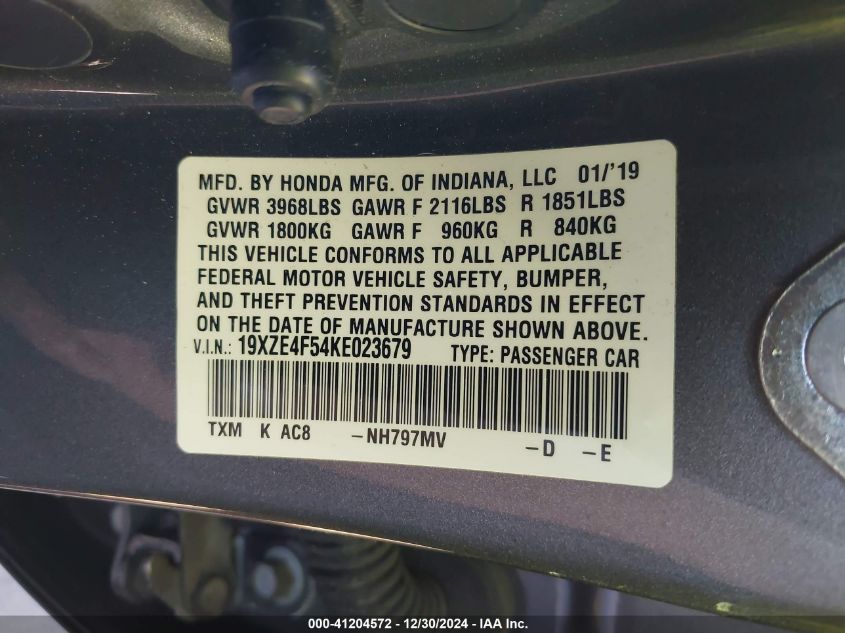 MFD. BY HONDA MFG. OF INDIANA, LLC 01/'19
GVWR 3968LBS GAWR F 2116LBS R 1851LBS
GVWR 1800KG GAWR F 960KG R 840KG
THIS VEHICLE CONFORMS TO ALL APPLICABLE
FEDERAL MOTOR VEHICLE SAFETY, BUMPER,
AND THEFT PREVENTION STANDARDS IN EFFECT
ON THE DATE OF MANUFACTURE SHOWN ABOVE.
V.I.N.: 19XZE4F54KE023679 TYPE: PASSENGER CAR
TXM K AC8 -NH797MV -D -E
000-41204572 - 12/30/2024 - IAA Inc.